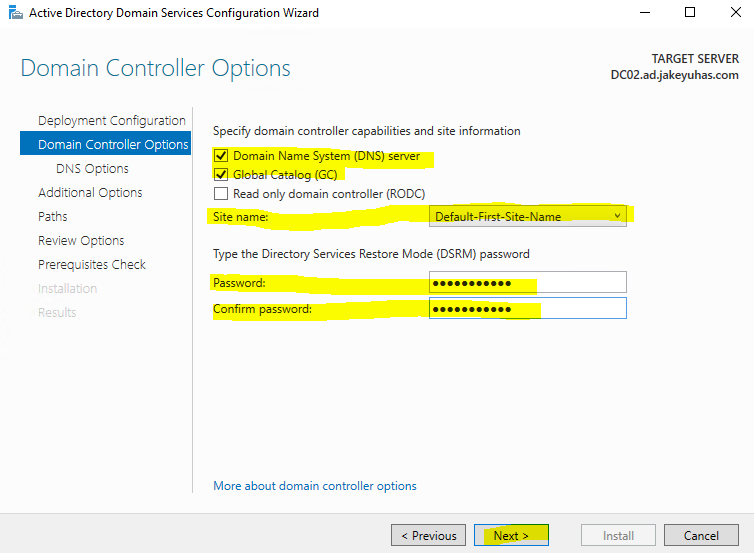 Active Directory Domain Services Configuration Wizard
Domain Controller Options
TARGET SERVER
DC02.ad.jakeyuhas.com
Deployment Configuration
Domain Controller Options
DNS Options
Additional Options
Paths
Review Options
Prerequisites Check
Installation
Results
Specify domain controller capabilities and site information
Domain Name System (DNS) server
Global Catalog (GC)
Read only domain controller (RODC)
Site name: Default-First-Site-Name
Type the Directory Services Restore Mode (DSRM) password
Password: ●●●●●●●●●●●
Confirm password: ●●●●●●●●●●●
More about domain controller options
< Previous Next > Install Cancel